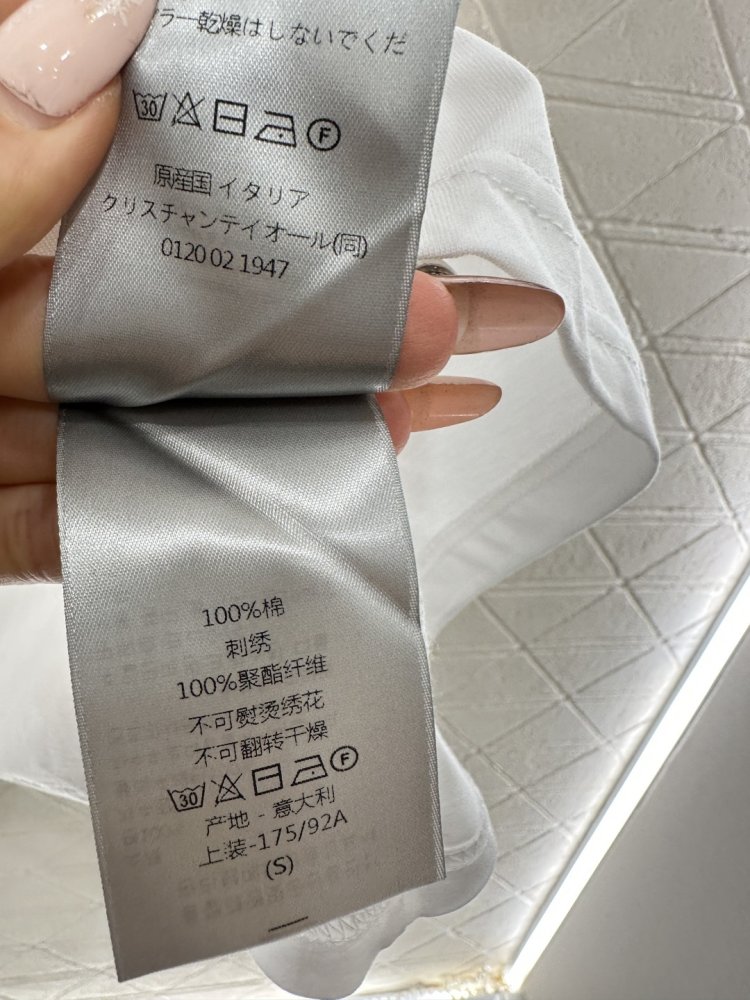 ラー乾燥はしないでくだ
30 F
原産国 イタリア
クリスチャンディオール(同)
0120 02 1947
100%棉
刺绣
100%聚酯纤维
不可熨烫绣花
不可翻转干燥
30 F
产地 - 意大利
上装-175/92A
(S)